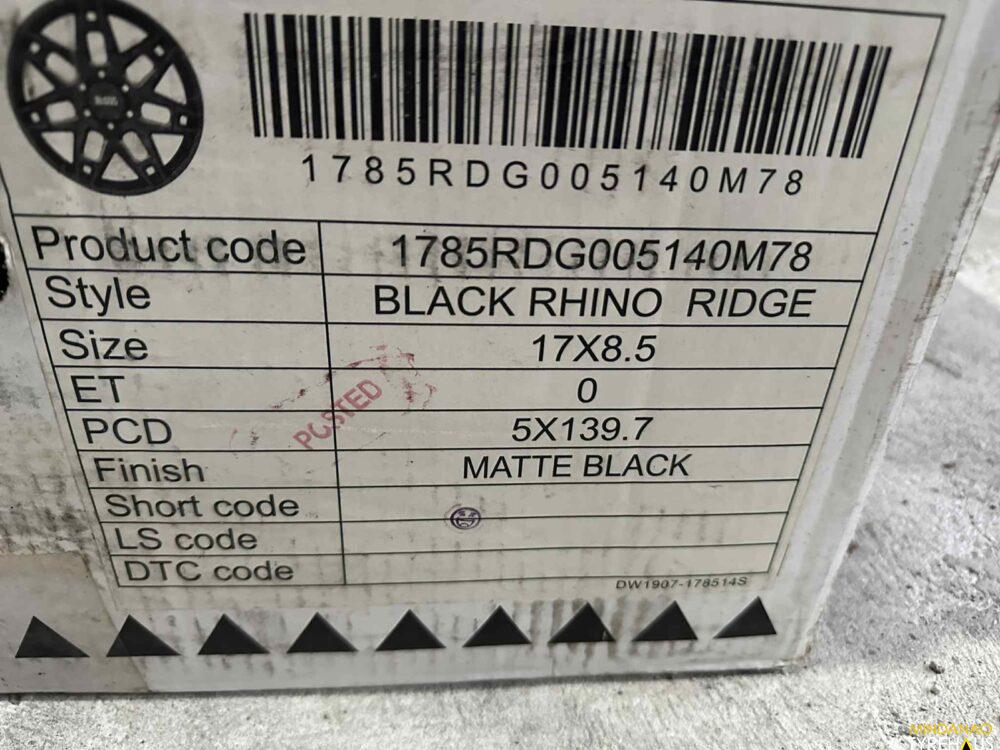 1785RDG005140M78
Product code 1785RDG005140M78
Style BLACK RHINO RIDGE
Size 17X8.5
ET 0
PCD 5X139.7
Finish MATTE BLACK
Short code
LS code
DTC code
POSTED
DW1907-178514S
MINDANAO